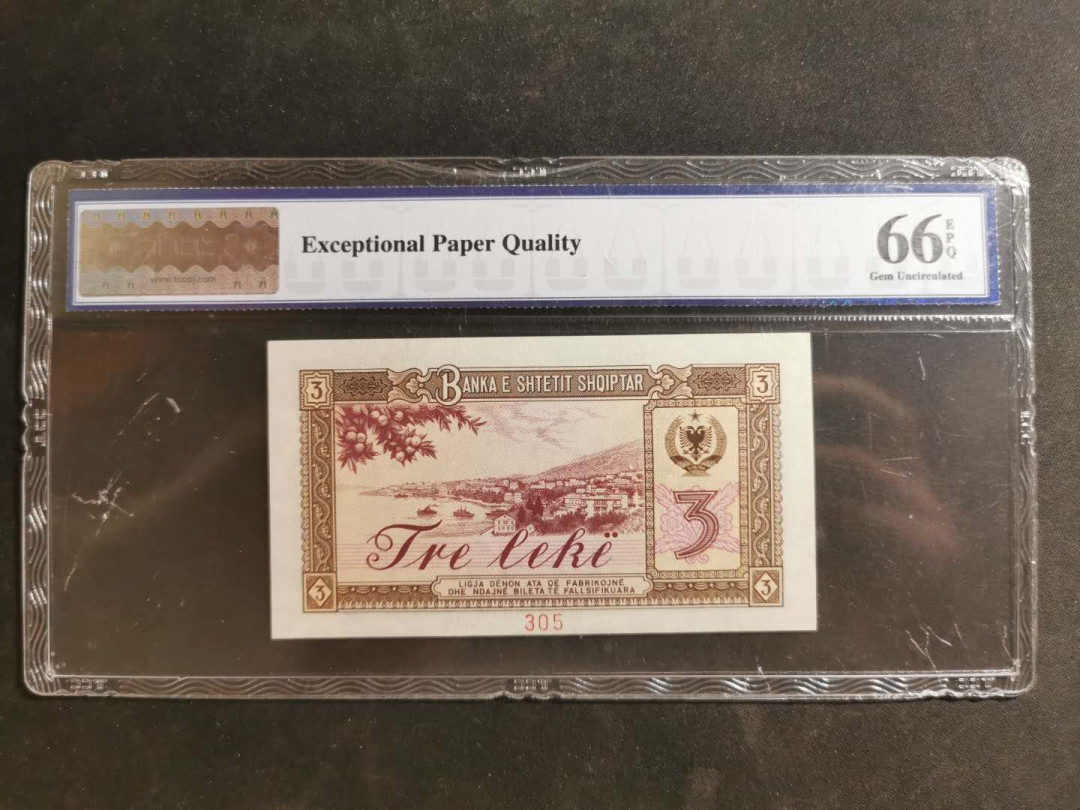 Exceptional Paper Quality
66 EPQ
Gem Uncirculated
3 BANKA E SHTETIT SHQIPTAR 3
3
Tre lekë
3 LIGJA DËNON ATA QË FABRIKOJNË 3
DHE NDAJNË BILETA TË FALLSIFIKUARA
305